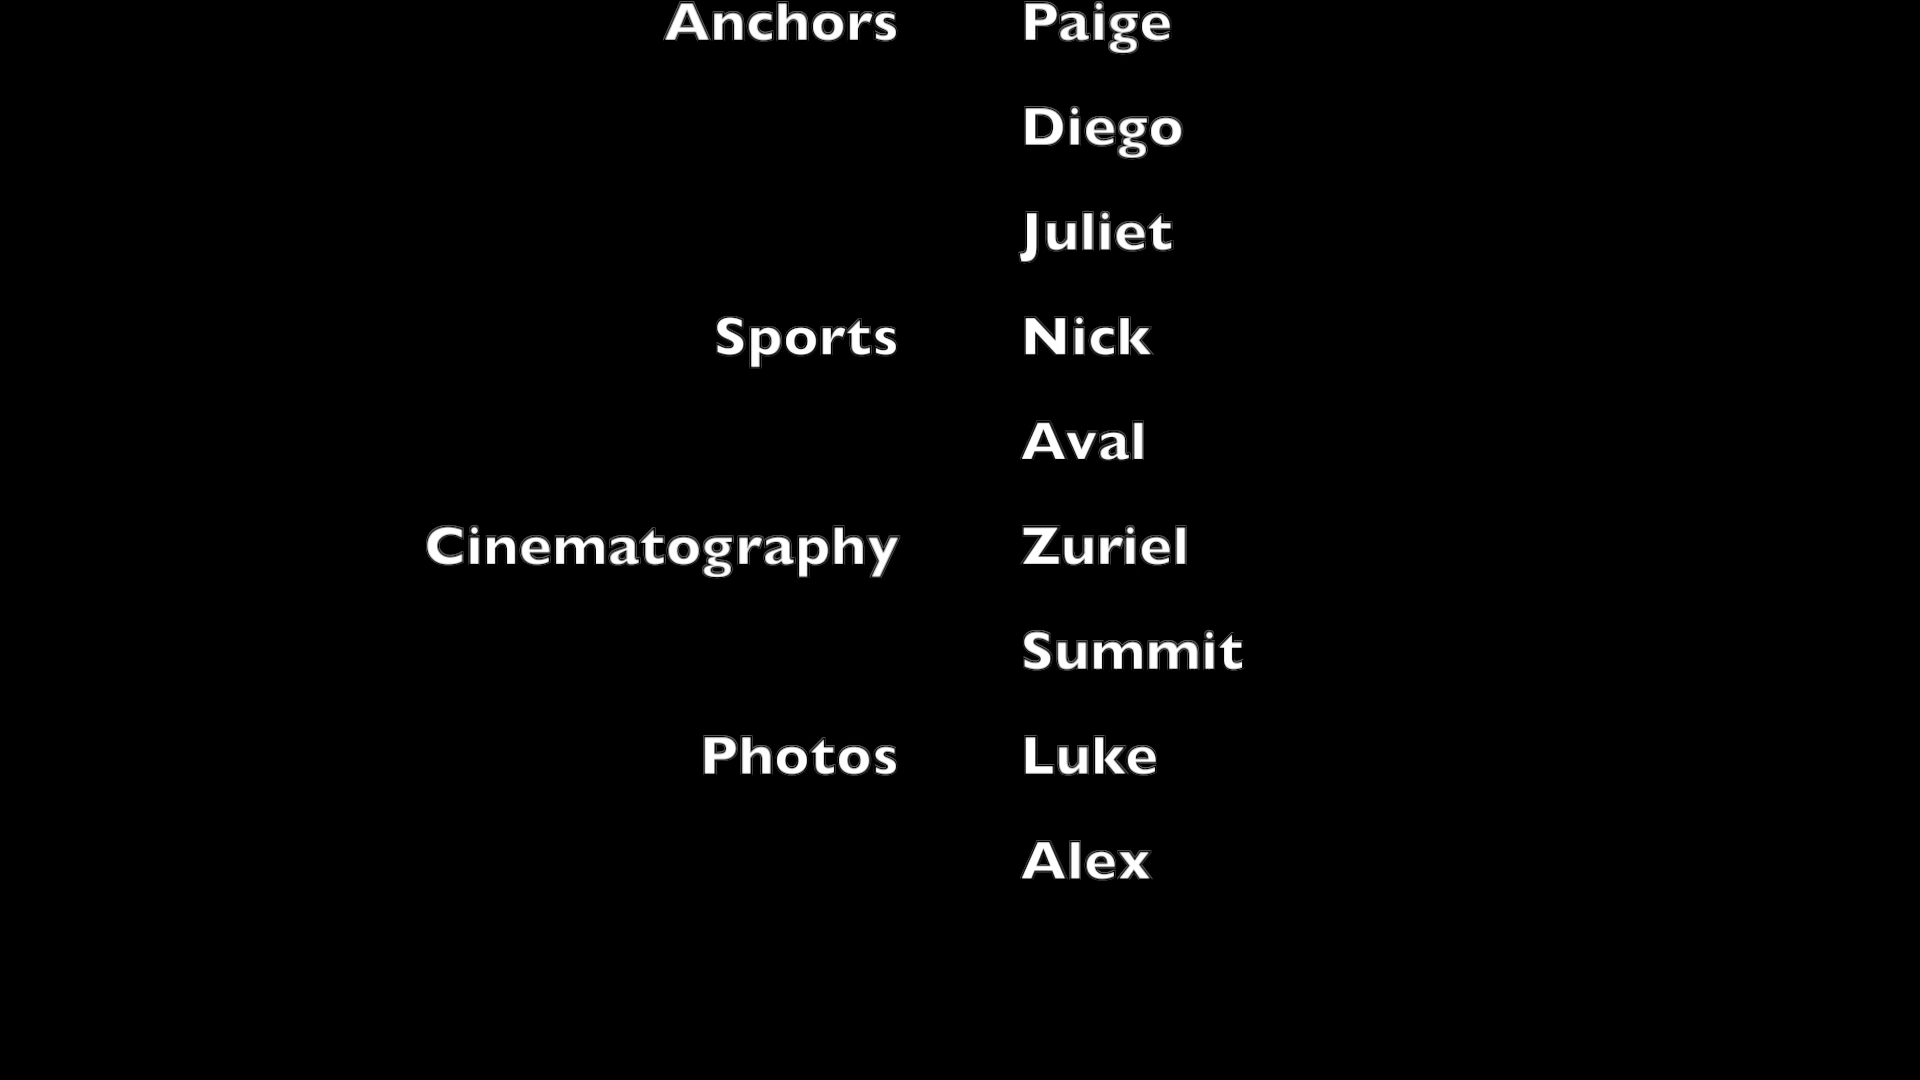 Anchors Paige
Diego
Juliet
Sports Nick
Aval
Cinematography Zuriel
Summit
Photos Luke
Alex